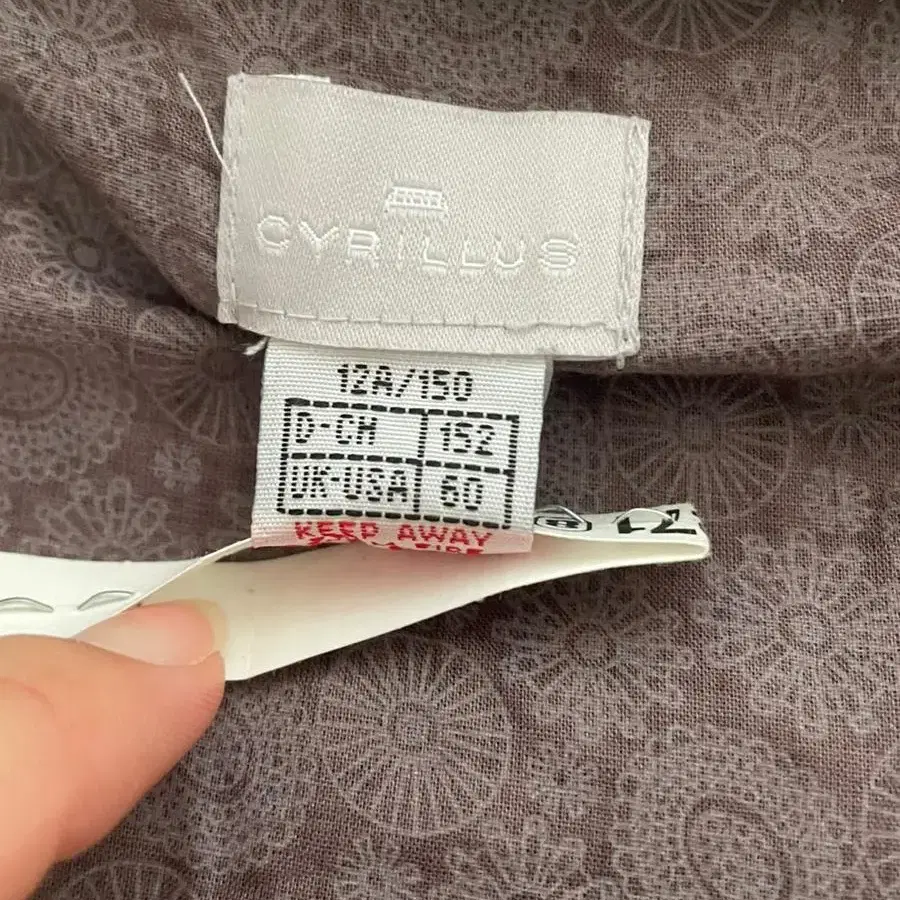 CYRILLUS
12A/150
D-CH 152
UK-USA 60
KEEP AWAY